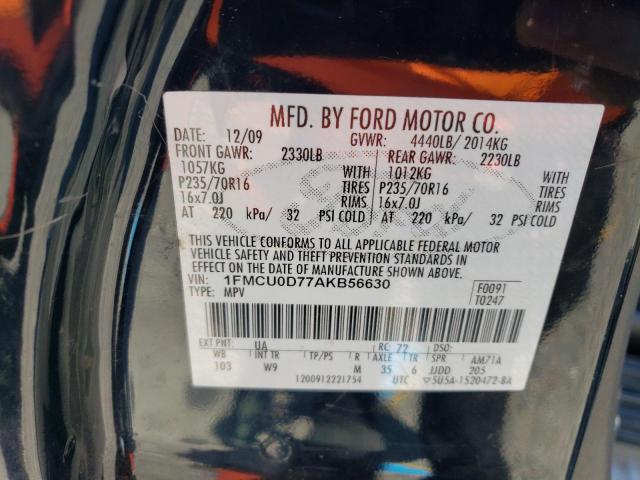 MFD. BY FORD MOTOR CO.
DATE: 12/09 GVWR: 4440LB/ 2014KG
FRONT GAWR: 2330LB REAR GAWR: 2230LB
1057KG WITH 1012KG WITH
P235/70R16 TIRES P235/70R16 TIRES
16x7.0J RIMS 16x7.0J RIMS
AT 220 kPa/ 32 PSI COLD AT 220 kPa/ 32 PSI COLD
THIS VEHICLE CONFORMS TO ALL APPLICABLE FEDERAL MOTOR
VEHICLE SAFETY AND THEFT PREVENTION STANDARDS IN
EFFECT ON THE DATE OF MANUFACTURE SHOWN ABOVE.
VIN: 1FMCU0D77AKB56630 F0091
TYPE: MPV T0247
EXT PNT: UA RC: 72 DSO:
WB INT TR TP/PS R AXLE TR SPR AM71A
103 W9 M 35 6 JJDD 205
1200912221754 UTC 5U5A-1520472-BA